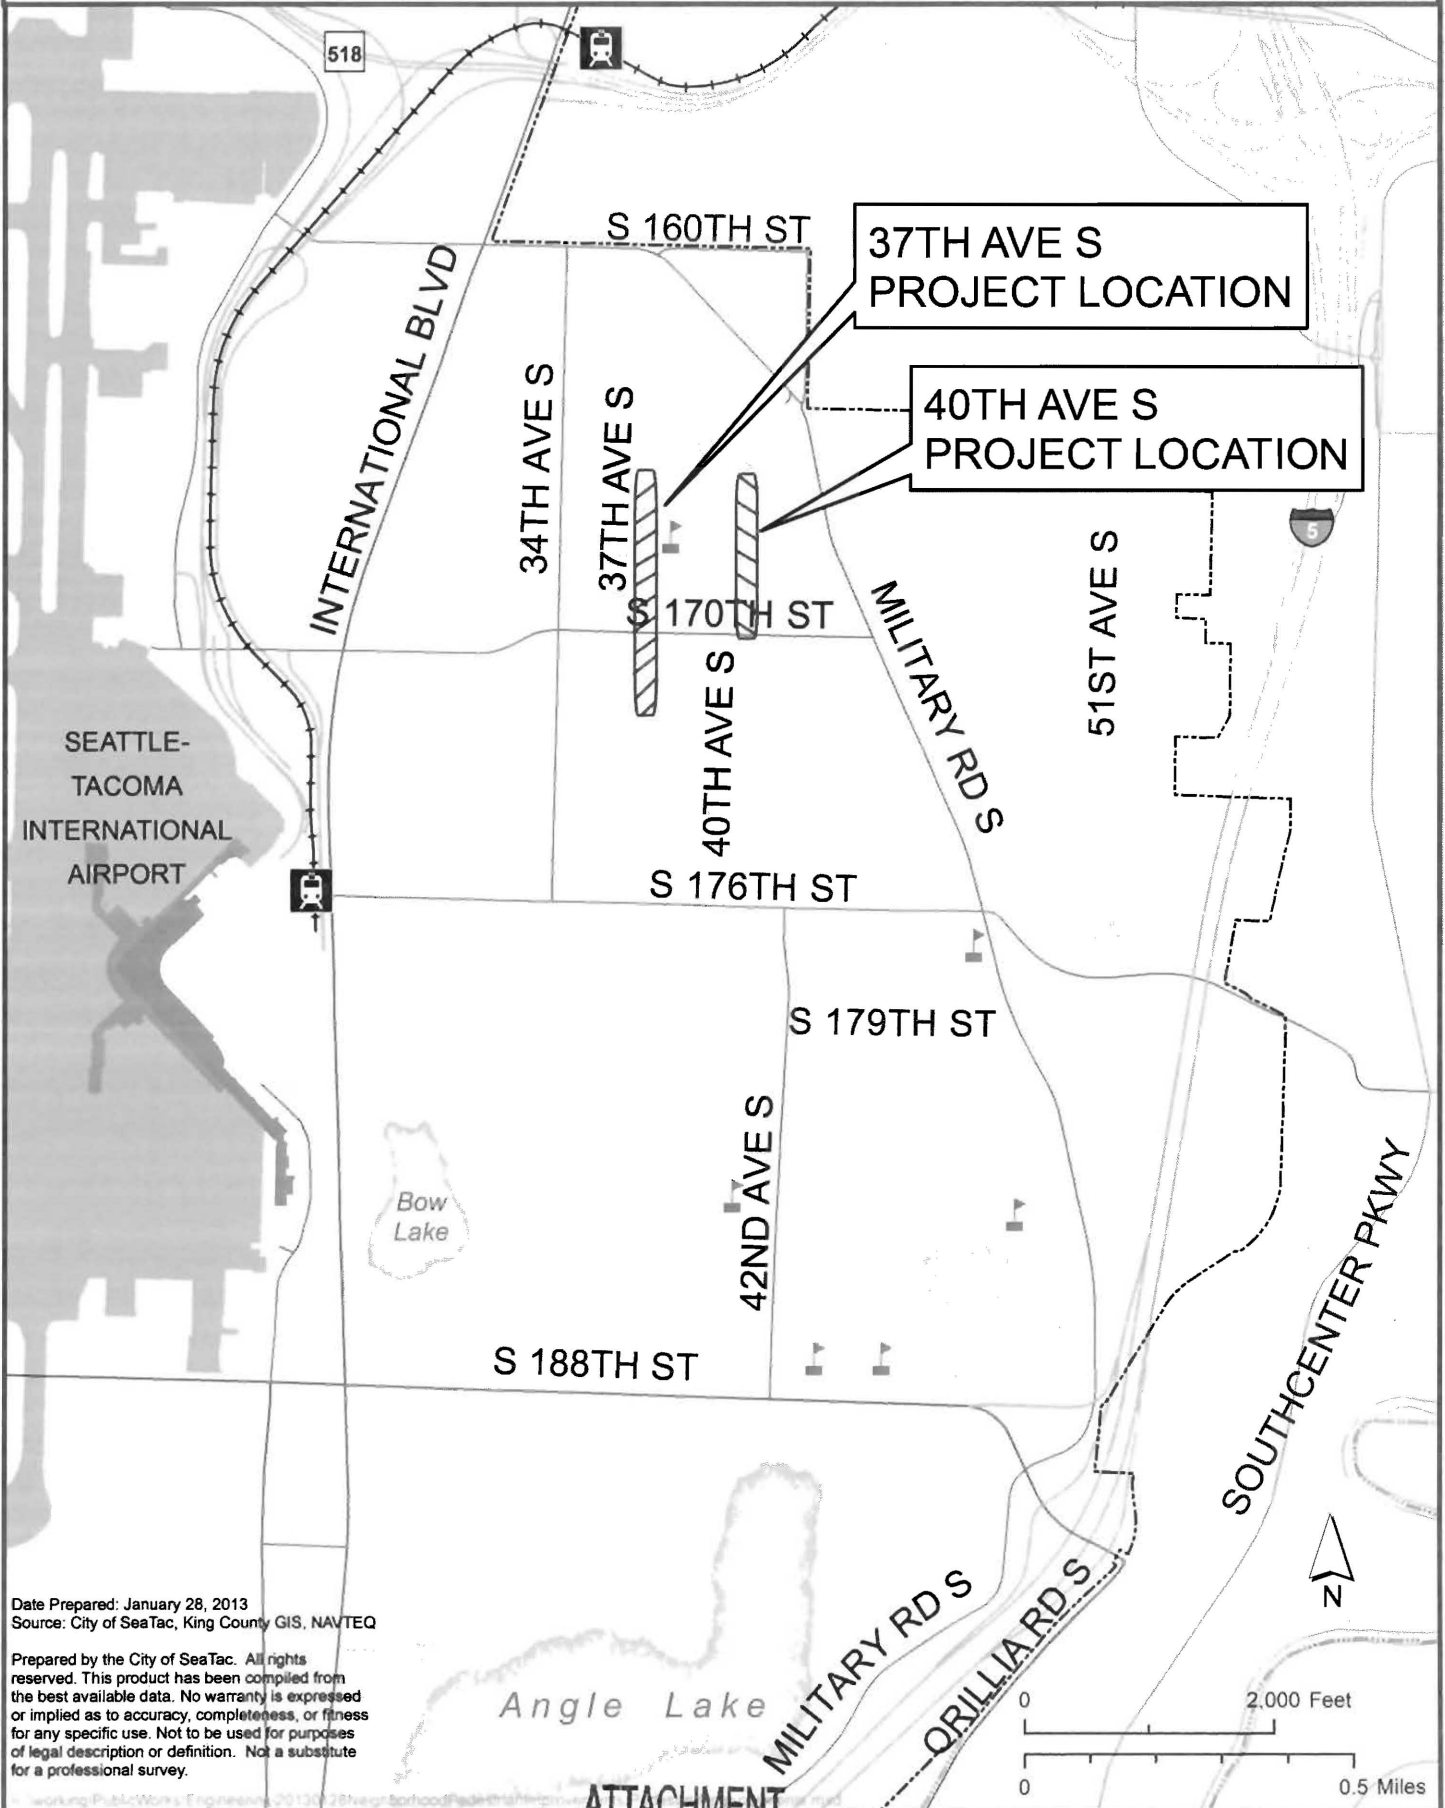 518
S 160TH ST
37TH AVE S
PROJECT LOCATION
INTERNATIONAL BLVD
34TH AVE S
37TH AVE S
40TH AVE S
PROJECT LOCATION
5
S 170TH ST
MILITARY RD S
51ST AVE S
40TH AVE S
SEATTLE-
TACOMA
INTERNATIONAL
AIRPORT
S 176TH ST
S 179TH ST
42ND AVE S
Bow
Lake
S 188TH ST
SOUTHCENTER PKWY
N
Date Prepared: January 28, 2013
Source: City of SeaTac, King County GIS, NAVTEQ
Prepared by the City of SeaTac. All rights
reserved. This product has been compiled from
the best available data. No warranty is expressed
or implied as to accuracy, completeness, or fitness
for any specific use. Not to be used for purposes
of legal description or definition. Not a substitute
for a professional survey.
Angle Lake
MILITARY RD S
QRILLIA RD S
0 2,000 Feet
0 0.5 Miles
ATTACHMENT